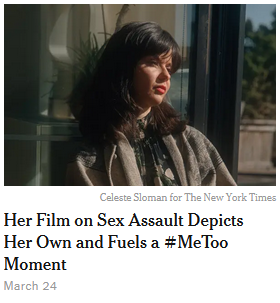 Celeste Sloman for The New York Times
Her Film on Sex Assault Depicts
Her Own and Fuels a #MeToo
Moment
March 24